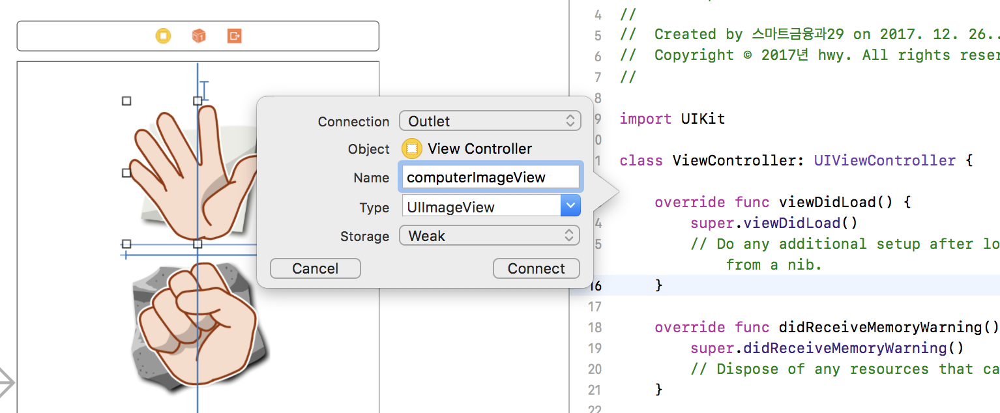 Connection Outlet
Object View Controller
Name computerImageView
Type UIImageView
Storage Weak
Cancel Connect
4 //
5 // Created by 스마트금융과29 on 2017. 12. 26..
6 // Copyright © 2017년 hwy. All rights reser
7 //
8
9 import UIKit
0
1 class ViewController: UIViewController {
override func viewDidLoad() {
4 super.viewDidLoad()
5 // Do any additional setup after lo
from a nib.
16 }
17
18 override func didReceiveMemoryWarning()
19 super.didReceiveMemoryWarning()
20 // Dispose of any resources that ca
21 }
22